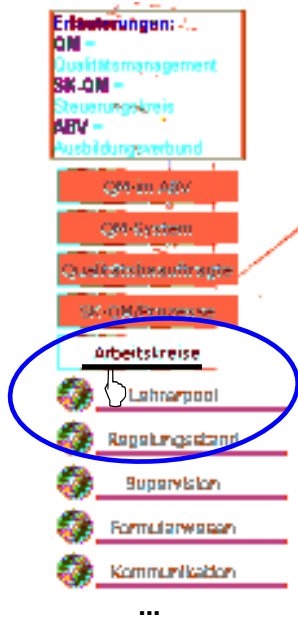 Erläuterungen:
QM =
Qualitätsmanagement
SK-QM =
Steuerungskreis
ABV =
Ausbildungsverbund
QM-im ABV
QM-System
Qualitätsbeauftragte
SK-QM/Prozesse
Arbeitskreise
Lehrerpool
Regelungsstand
Supervision
Formularwesen
Kommunikation
...